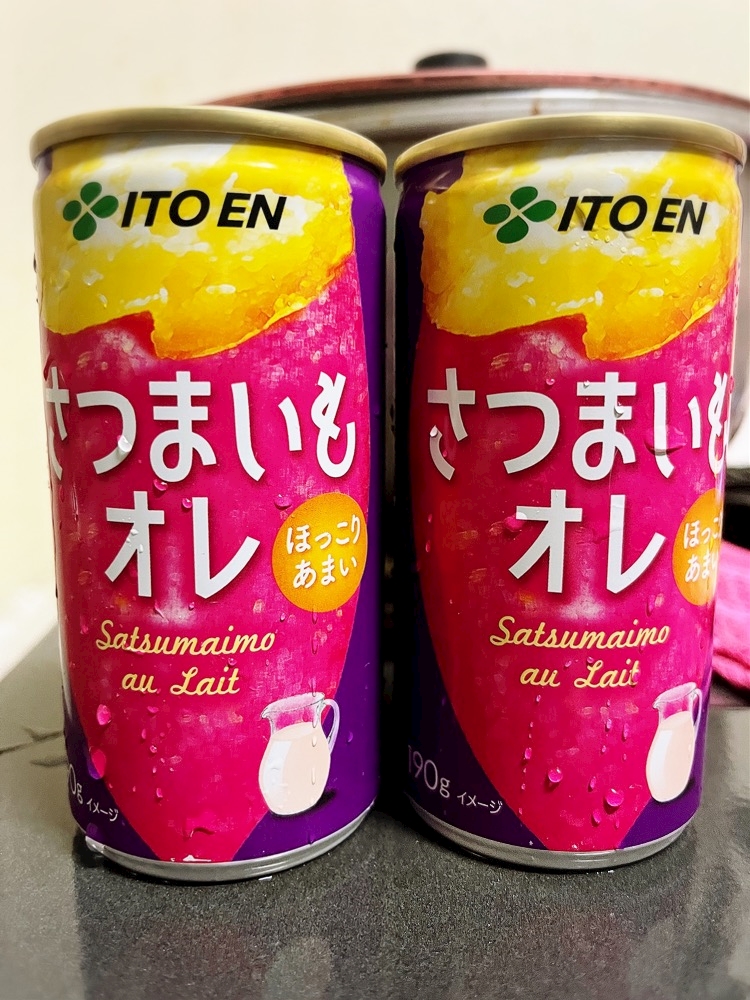 ITO EN
さつまいも
オレ
ほっこり
あまい
Satsumaimo
au Lait
イメージ
ITO EN
さつまいも
オレ
Satsumaimo
au Lait
190g イメージ